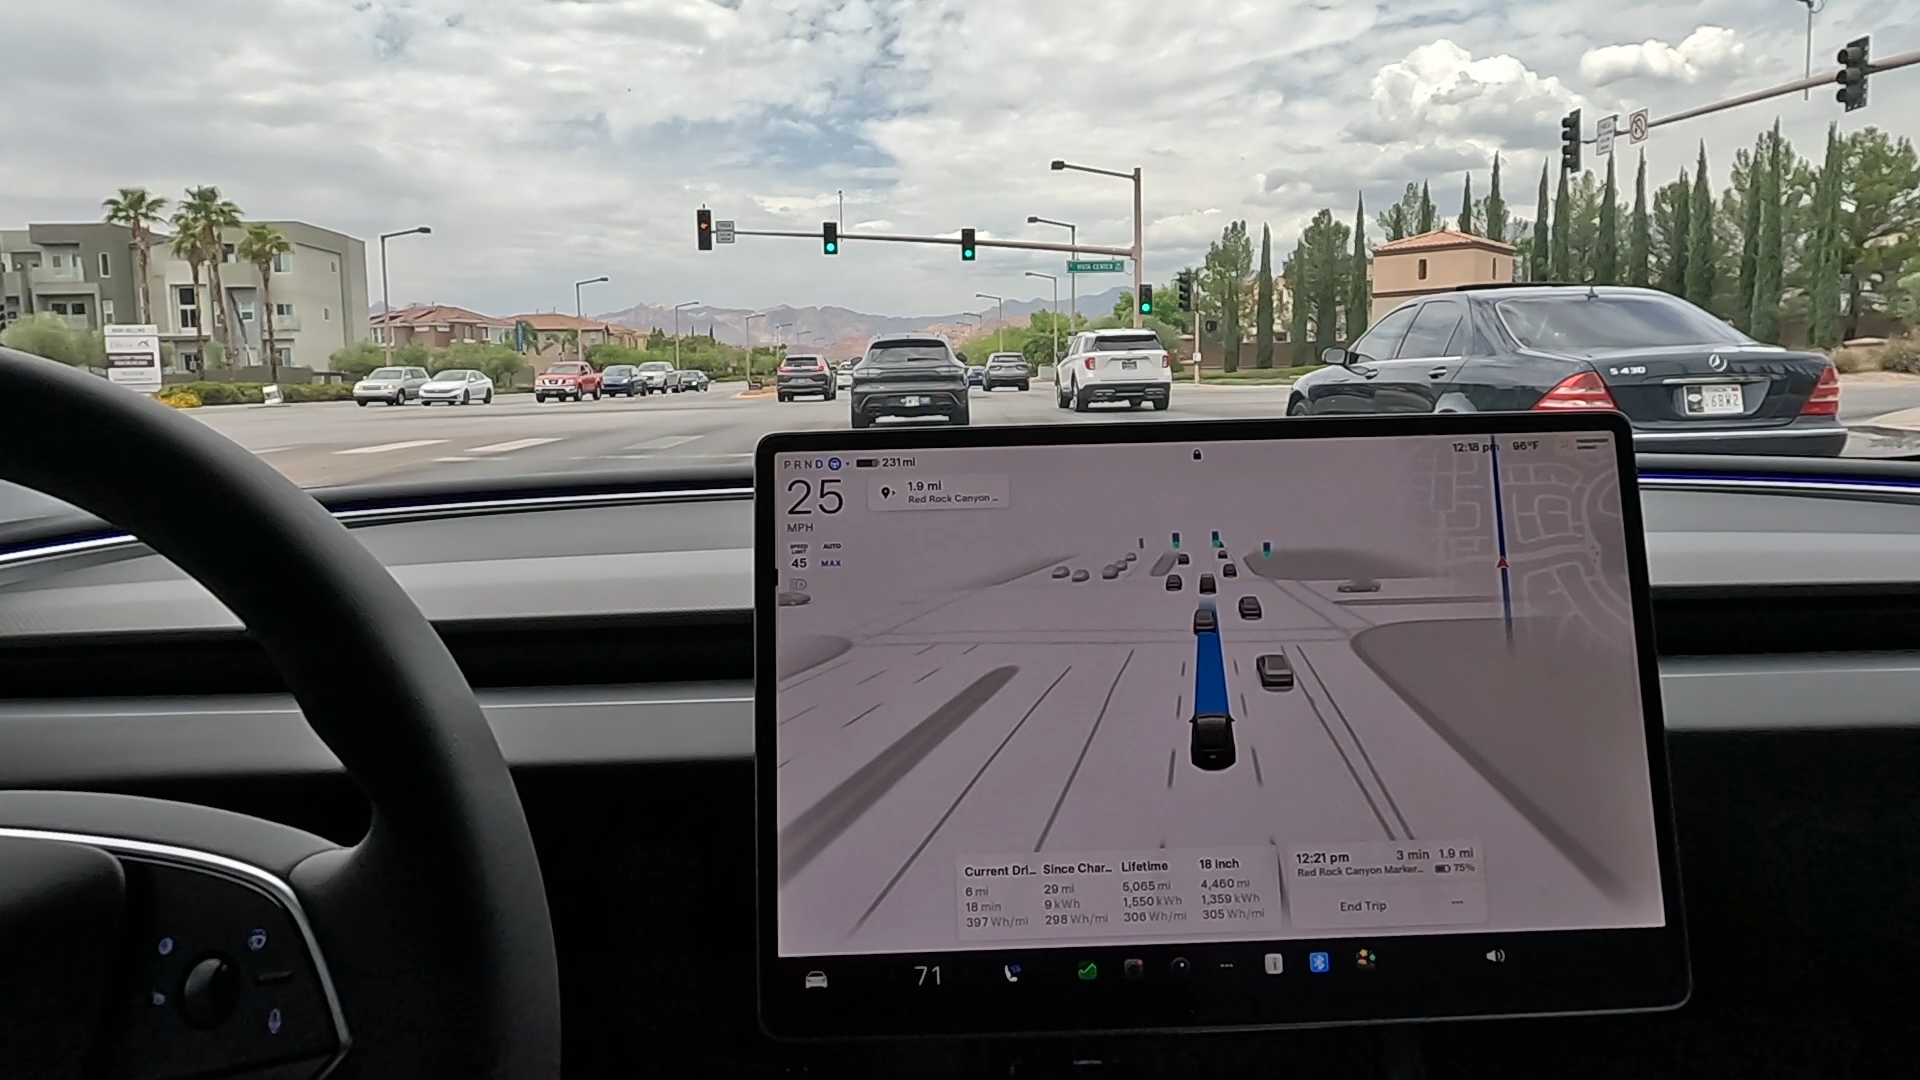 VISTA CENTER
S 430
P R N D
231 mi
12:18 pm
96°F
25
MPH
1.9 mi
Red Rock Canyon ...
SPEED LIMIT
45
AUTO
MAX
Current Dri... Since Char... Lifetime 18 inch
6 mi 29 mi 5,065 mi 4,460 mi
18 min 9 kWh 1,550 kWh 1,359 kWh
397 Wh/mi 298 Wh/mi 306 Wh/mi 305 Wh/mi
12:21 pm 3 min 1.9 mi
Red Rock Canyon Marker... 75%
End Trip
71